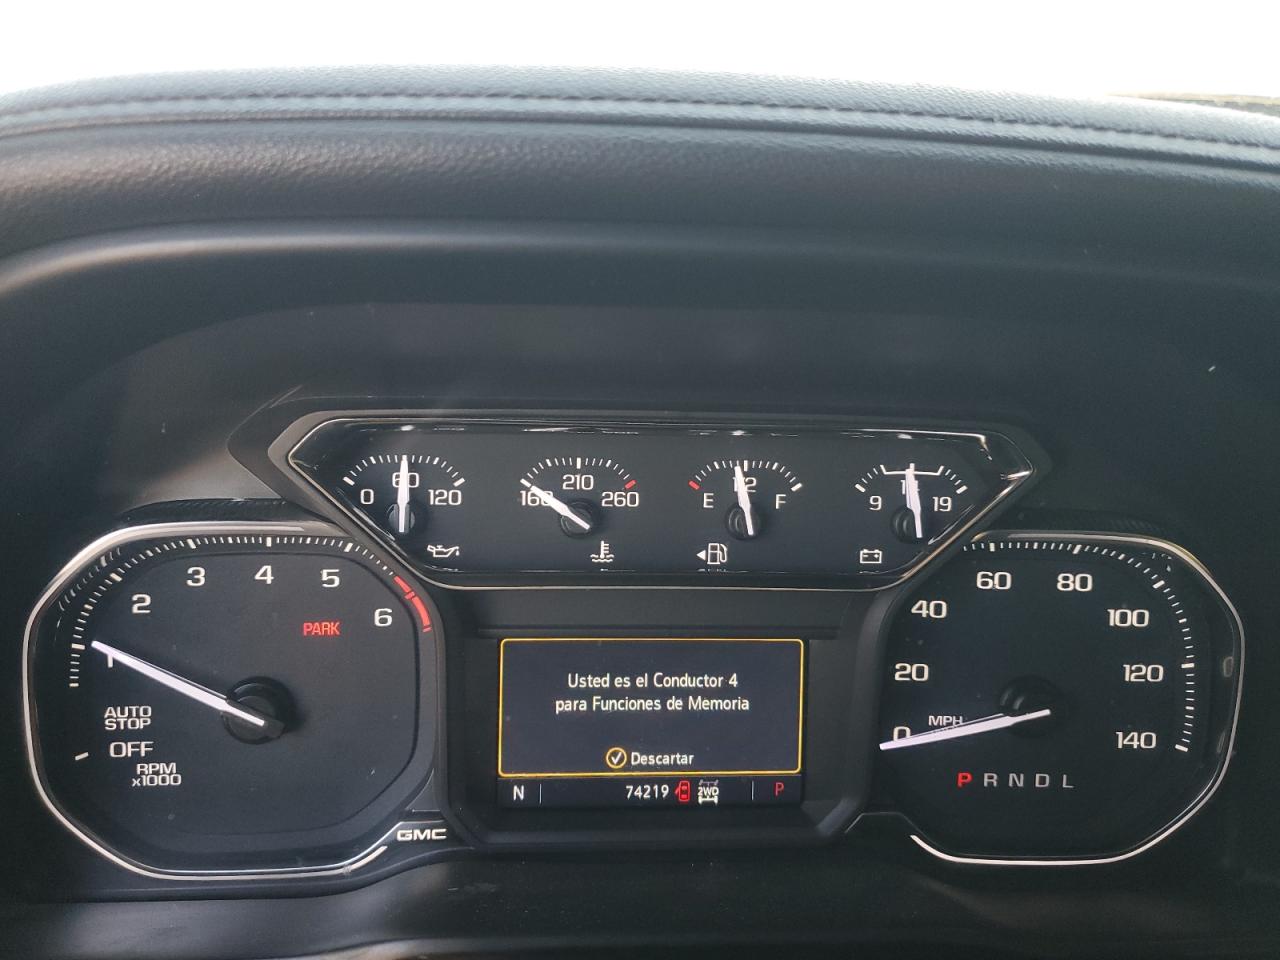 60
0
120
210
160
260
1/2
E
F
9
19
3
4
5
2
6
PARK
1
AUTO
STOP
OFF
RPM
x1000
GMC
Usted es el Conductor 4
para Funciones de Memoria
Descartar
N
74219
2WD
P
60
80
40
100
20
120
MPH
0
140
P R N D L